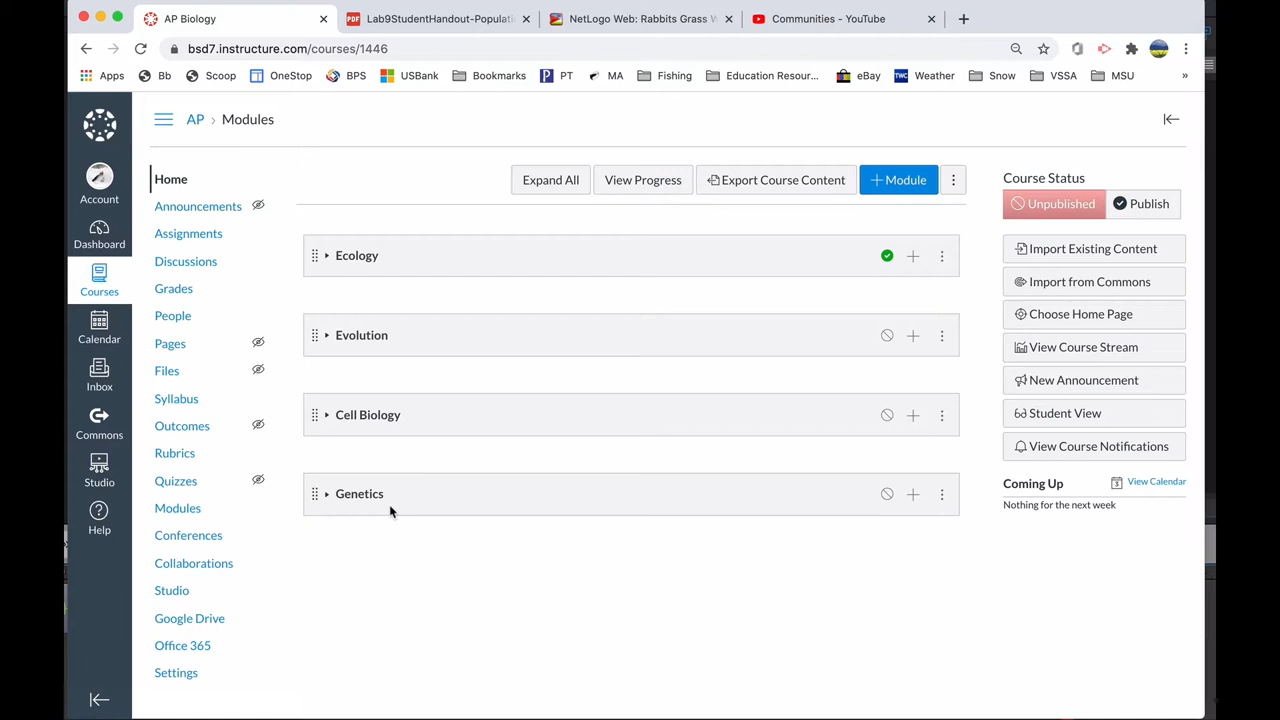 AP Biology
Lab9StudentHandout-Populati
NetLogo Web: Rabbits Grass W
Communities - YouTube
bsd7.instructure.com/courses/1446
Apps
Bb
Scoop
OneStop
BPS
USBank
Bookmarks
PT
MA
Fishing
Education Resour...
eBay
Weather
Snow
VSSA
MSU
»
AP › Modules
Account
Dashboard
Courses
Calendar
Inbox
Commons
Studio
Help
Home
Announcements
Assignments
Discussions
Grades
People
Pages
Files
Syllabus
Outcomes
Rubrics
Quizzes
Modules
Conferences
Collaborations
Studio
Google Drive
Office 365
Settings
Expand All
View Progress
Export Course Content
+ Module
Ecology
Evolution
Cell Biology
Genetics
Course Status
Unpublished
Publish
Import Existing Content
Import from Commons
Choose Home Page
View Course Stream
New Announcement
Student View
View Course Notifications
Coming Up
View Calendar
Nothing for the next week